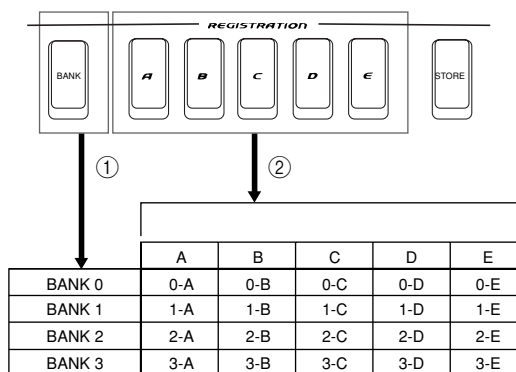 REGISTRATION
BANK A B C D E STORE
① ②
A B C D E
BANK 0 0-A 0-B 0-C 0-D 0-E
BANK 1 1-A 1-B 1-C 1-D 1-E
BANK 2 2-A 2-B 2-C 2-D 2-E
BANK 3 3-A 3-B 3-C 3-D 3-E